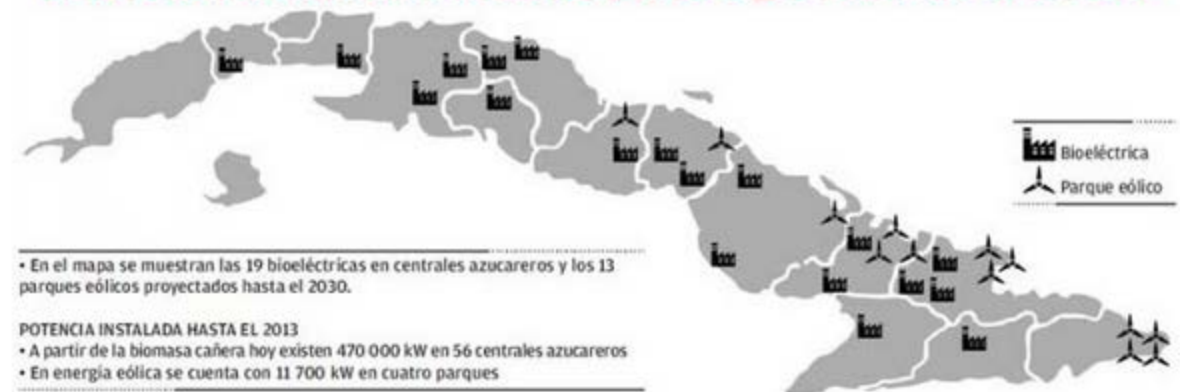 Bioeléctrica
Parque eólico
• En el mapa se muestran las 19 bioeléctricas en centrales azucareros y los 13
parques eólicos proyectados hasta el 2030.
POTENCIA INSTALADA HASTA EL 2013
• A partir de la biomasa cañera hoy existen 470 000 kW en 56 centrales azucareros
• En energía eólica se cuenta con 11 700 kW en cuatro parques